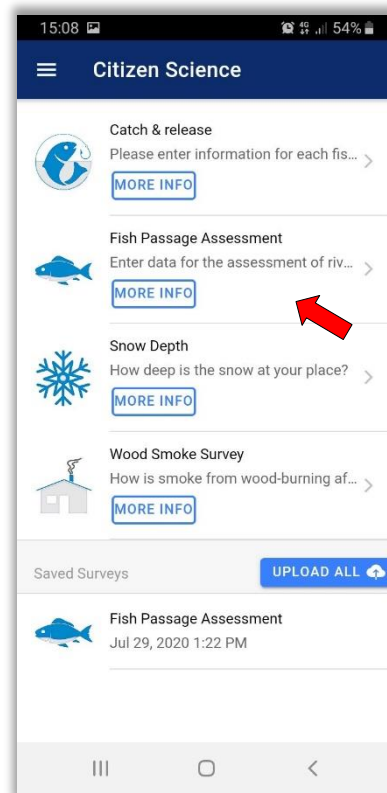 15:08 4G 54%
Citizen Science
Catch & release
Please enter information for each fis...
MORE INFO
Fish Passage Assessment
Enter data for the assessment of riv...
MORE INFO
Snow Depth
How deep is the snow at your place?
MORE INFO
Wood Smoke Survey
How is smoke from wood-burning af...
MORE INFO
Saved Surveys UPLOAD ALL
Fish Passage Assessment
Jul 29, 2020 1:22 PM